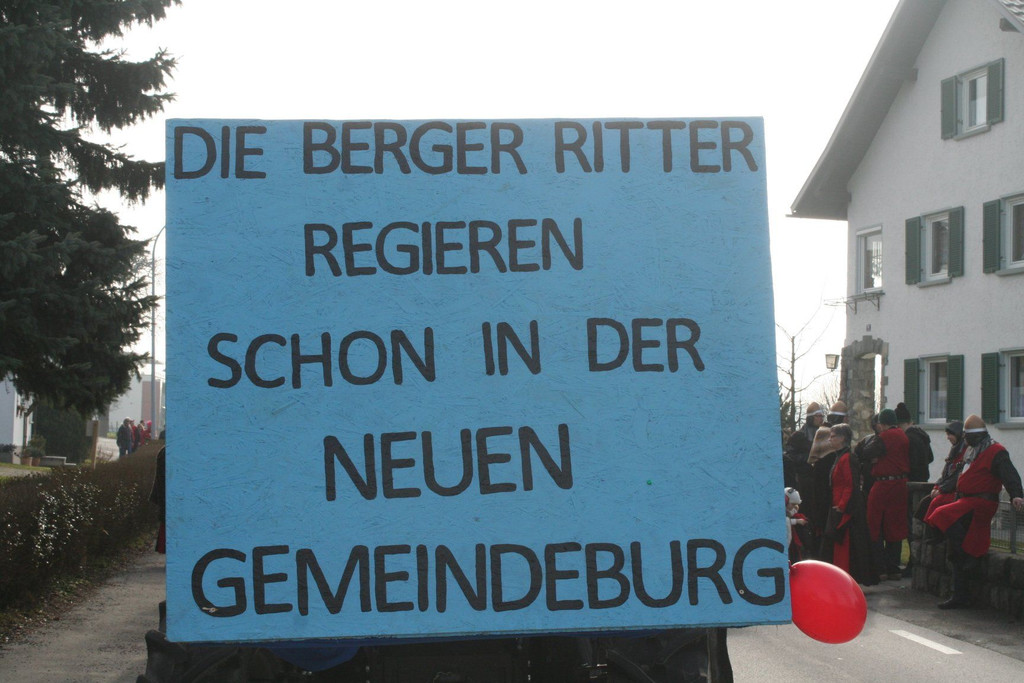 DIE BERGER RITTER
REGIEREN
SCHON IN DER
NEUEN
GEMEINDEBURG